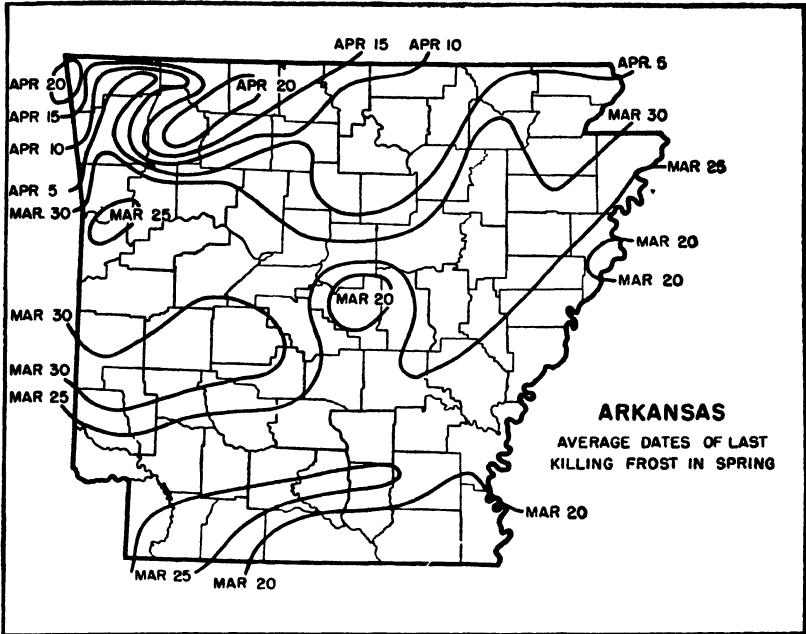 APR 15
APR 10
APR. 5
APR 20
APR 20
APR 15
MAR 30
APR 10
MAR 25
APR 5
MAR. 30
MAR 25
MAR 20
MAR 20
MAR 20
MAR 30
MAR 30
MAR 25
ARKANSAS
AVERAGE DATES OF LAST
KILLING FROST IN SPRING
MAR 20
MAR 25
MAR 20